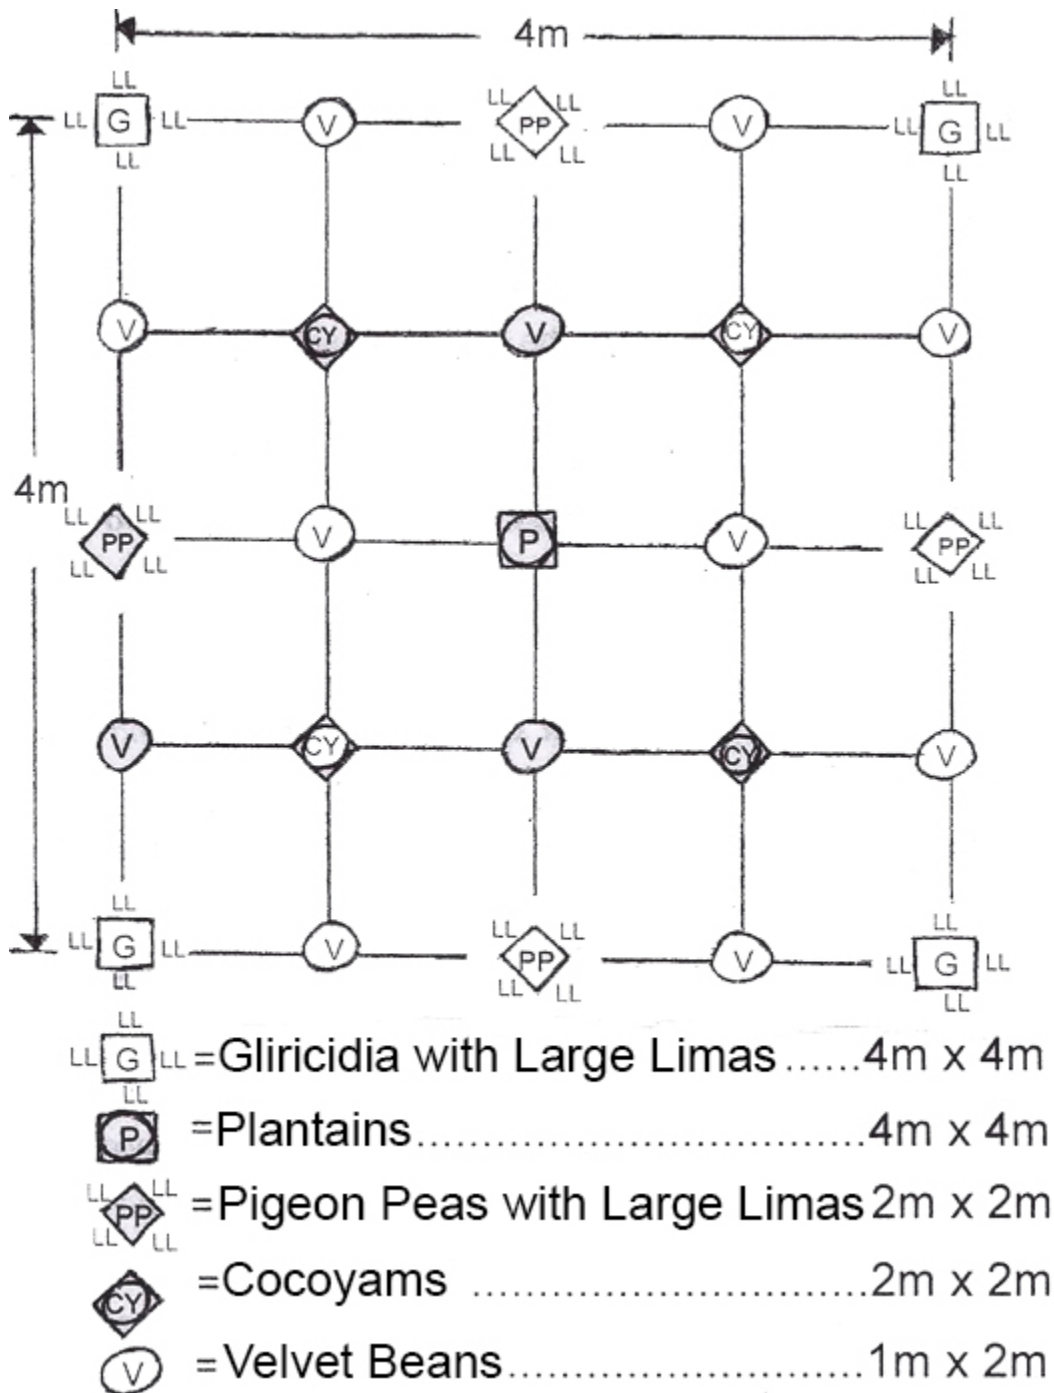 4m
LL LL LL
LL G LL V LL LL PP LL LL V LL G LL
LL LL
V CY V CY V
4m
LL LL LL LL
PP V P V PP
LL LL LL LL
V CY V CY V
LL LL LL LL
LL G LL V PP V LL G LL
LL LL LL LL
LL
LL G LL =Gliricidia with Large Limas ......4m x 4m
LL
P =Plantains..................................4m x 4m
LL LL
PP =Pigeon Peas with Large Limas 2m x 2m
LL LL
CY =Cocoyams ..............................2m x 2m
V =Velvet Beans...........................1m x 2m